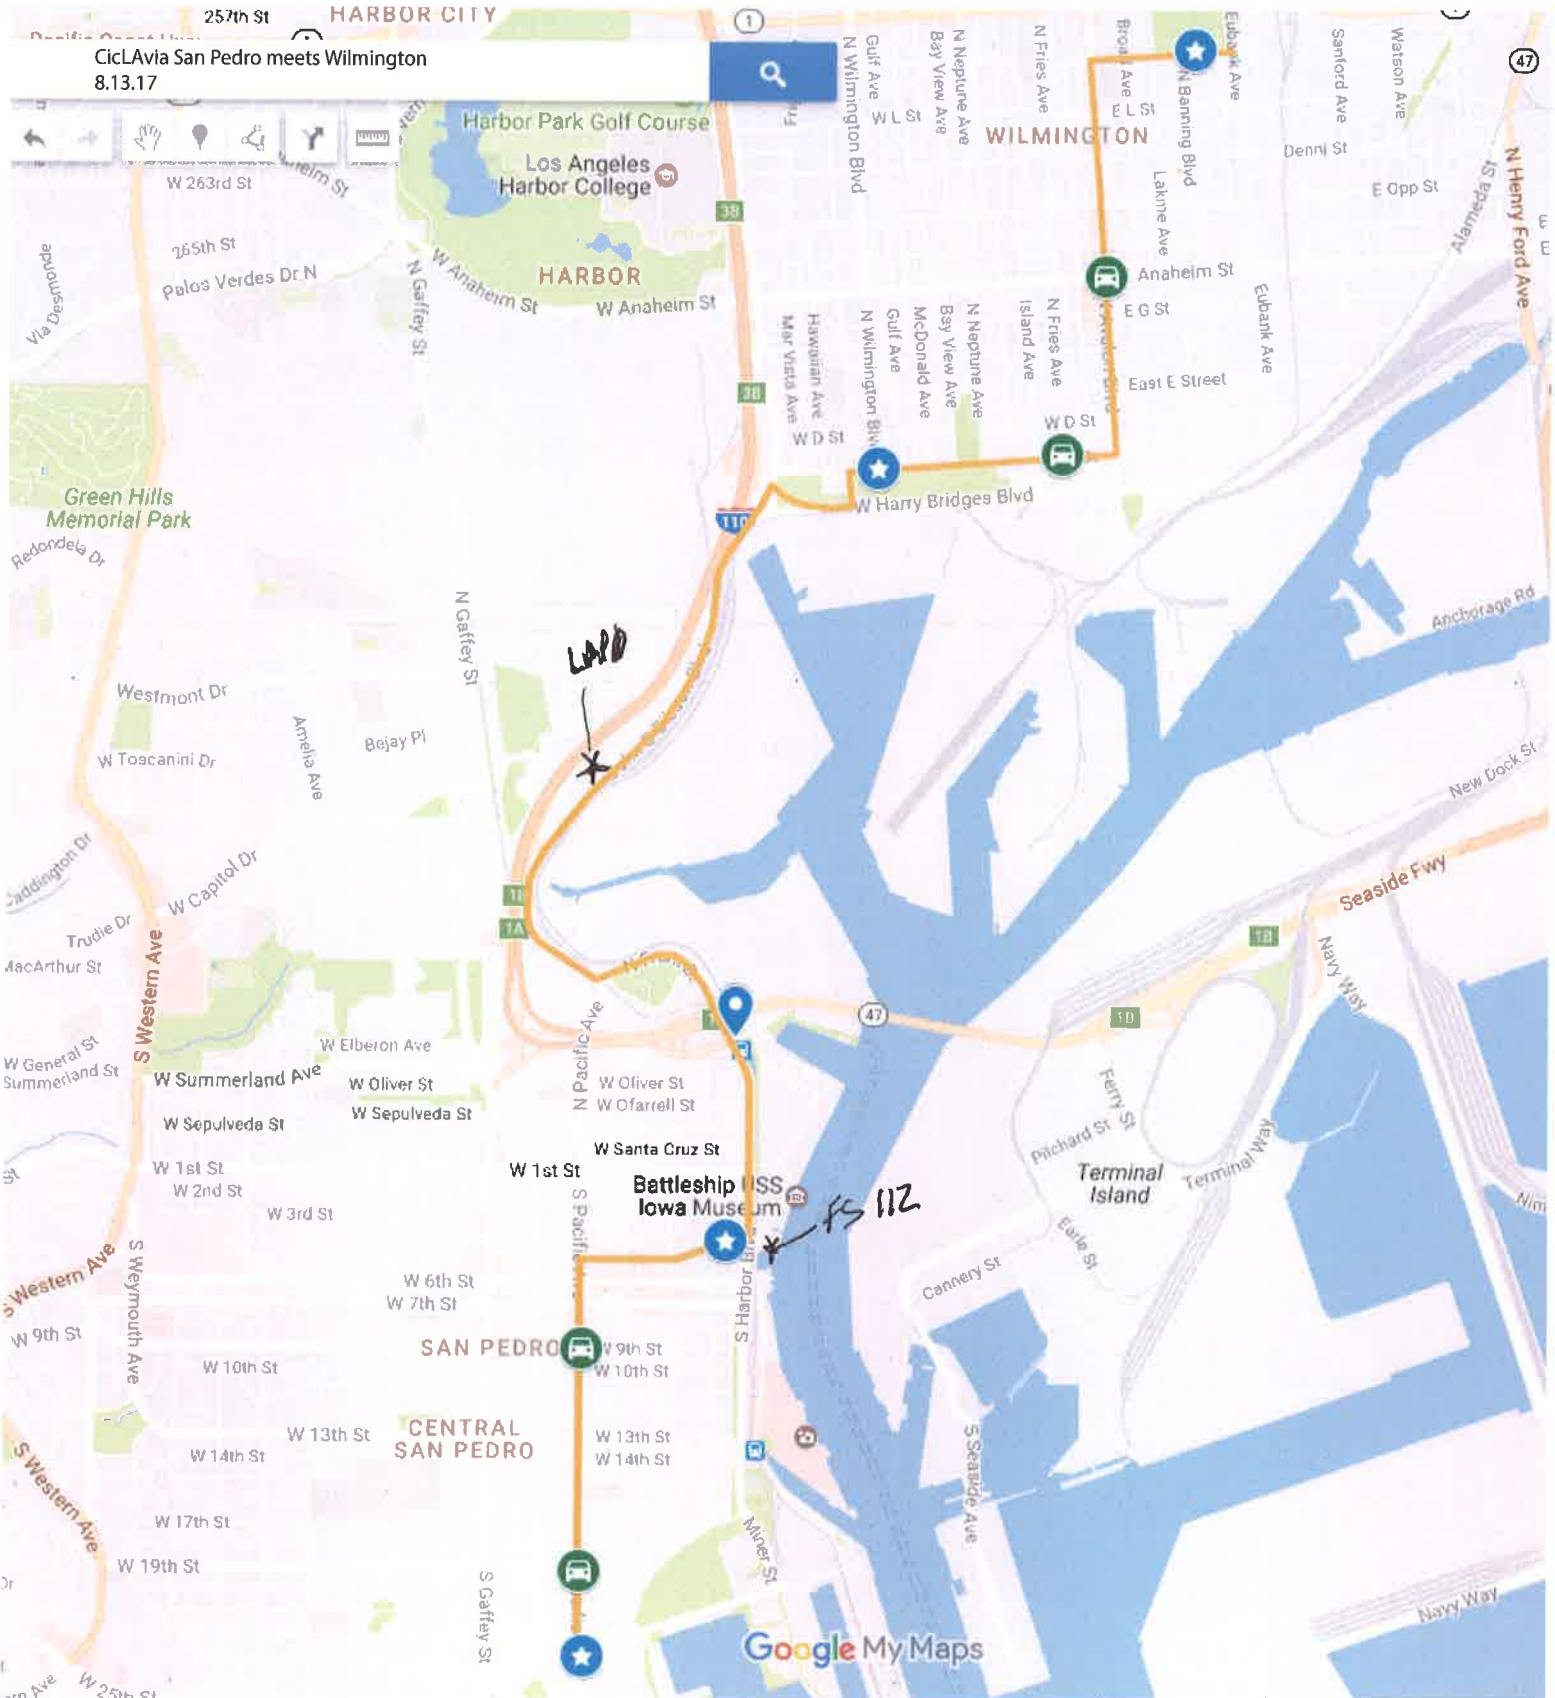 257th St
HARBOR CITY
1
CicLAvia San Pedro meets Wilmington
8.13.17
47
N Wilmington Blvd
Gulf Ave
Bay View Ave
N Neptune Ave
N Fries Ave
Eubank Ave
Sanford Ave
Watson Ave
W L St
E L St
N Banning Blvd
WILMINGTON
Denni St
E Opp St
Alameda St
N Henry Ford Ave
Lakme Ave
Harbor Park Golf Course
Los Angeles
Harbor College
W 263rd St
265th St
Palos Verdes Dr N
N Gaffey St
W Anaheim St
HARBOR
W Anaheim St
38
Anaheim St
E G St
East E Street
Eubank Ave
Mar Vista Ave
Hawaiian Ave
Gulf Ave
McDonald Ave
Bay View Ave
N Neptune Ave
Island Ave
N Fries Ave
W D St
W D St
W Harry Bridges Blvd
110
Green Hills
Memorial Park
Redondela Dr
N Gaffey St
LAPD
Anchorage Rd
Westmont Dr
W Toscanini Dr
Amelia Ave
Bejay Pl
New Dock St
W Capitol Dr
Trudie Dr
S Western Ave
1A
Seaside Fwy
1B
Navy Way
47
1D
W General St
Summerland St
W Summerland Ave
W Elberon Ave
W Oliver St
W Sepulveda St
W Sepulveda St
N Pacific Ave
W Oliver St
W Ofarrell St
W Santa Cruz St
W 1st St
W 1st St
W 2nd St
W 3rd St
Battleship USS
Iowa Museum
FS 112
Ferry St
Pilchard St
Terminal
Island
Terminal Way
Earle St
Cannery St
S Western Ave
S Weymouth Ave
W 6th St
W 7th St
W 9th St
W 10th St
SAN PEDRO
W 9th St
W 10th St
CENTRAL
SAN PEDRO
W 13th St
W 14th St
W 13th St
W 14th St
S Western Ave
W 17th St
W 19th St
S Gaffey St
Miner St
S Seaside Ave
Navy Way
Google My Maps